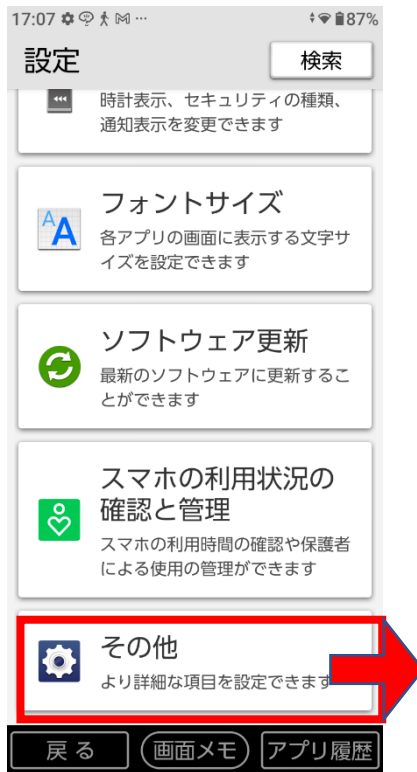 17:07 … 87%
設定
検索
時計表示、セキュリティの種類、
通知表示を変更できます
フォントサイズ
各アプリの画面に表示する文字サ
イズを設定できます
ソフトウェア更新
最新のソフトウェアに更新するこ
とができます
スマホの利用状況の
確認と管理
スマホの利用時間の確認や保護者
による使用の管理ができます
その他
より詳細な項目を設定できます
戻る 画面メモ アプリ履歴